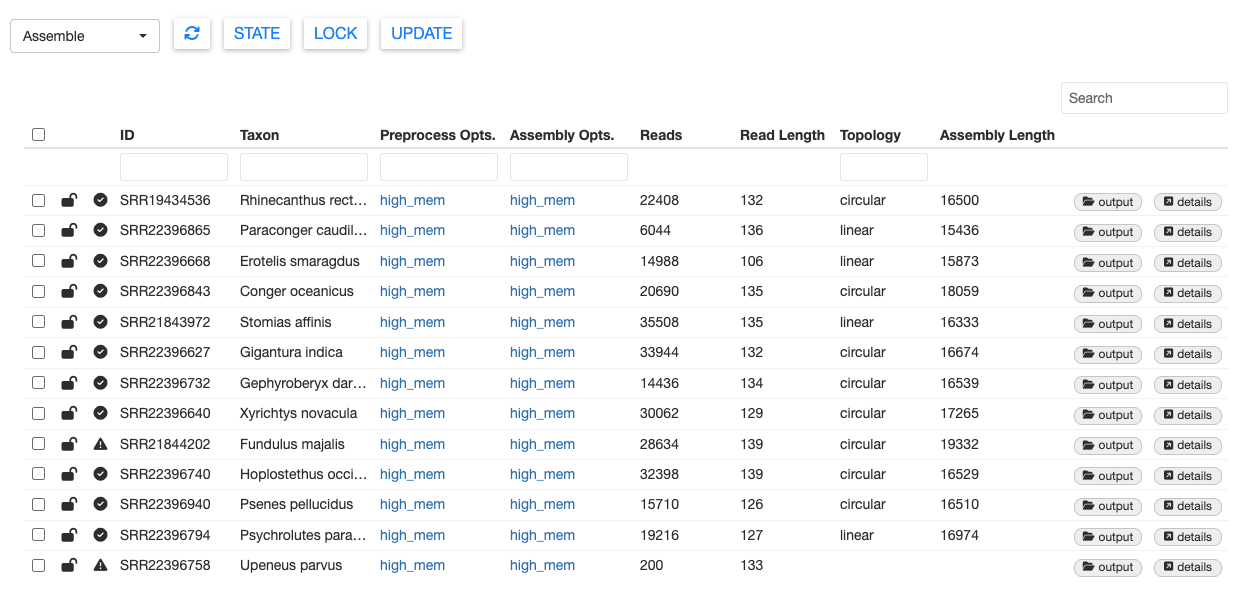 Assemble STATE LOCK UPDATE
Search
ID Taxon Preprocess Opts. Assembly Opts. Reads Read Length Topology Assembly Length
SRR19434536 Rhinecanthus rect... high_mem high_mem 22408 132 circular 16500 output details
SRR22396865 Paraconger caudil... high_mem high_mem 6044 136 linear 15436 output details
SRR22396668 Erotelis smaragdus high_mem high_mem 14988 106 linear 15873 output details
SRR22396843 Conger oceanicus high_mem high_mem 20690 135 circular 18059 output details
SRR21843972 Stomias affinis high_mem high_mem 35508 135 linear 16333 output details
SRR22396627 Gigantura indica high_mem high_mem 33944 132 circular 16674 output details
SRR22396732 Gephyroberyx dar... high_mem high_mem 14436 134 circular 16539 output details
SRR22396640 Xyrichtys novacula high_mem high_mem 30062 129 circular 17265 output details
SRR21844202 Fundulus majalis high_mem high_mem 28634 139 circular 19332 output details
SRR22396740 Hoplostethus occi... high_mem high_mem 32398 139 circular 16529 output details
SRR22396940 Psenes pellucidus high_mem high_mem 15710 126 circular 16510 output details
SRR22396794 Psychrolutes para... high_mem high_mem 19216 127 linear 16974 output details
SRR22396758 Upeneus parvus high_mem high_mem 200 133 output details